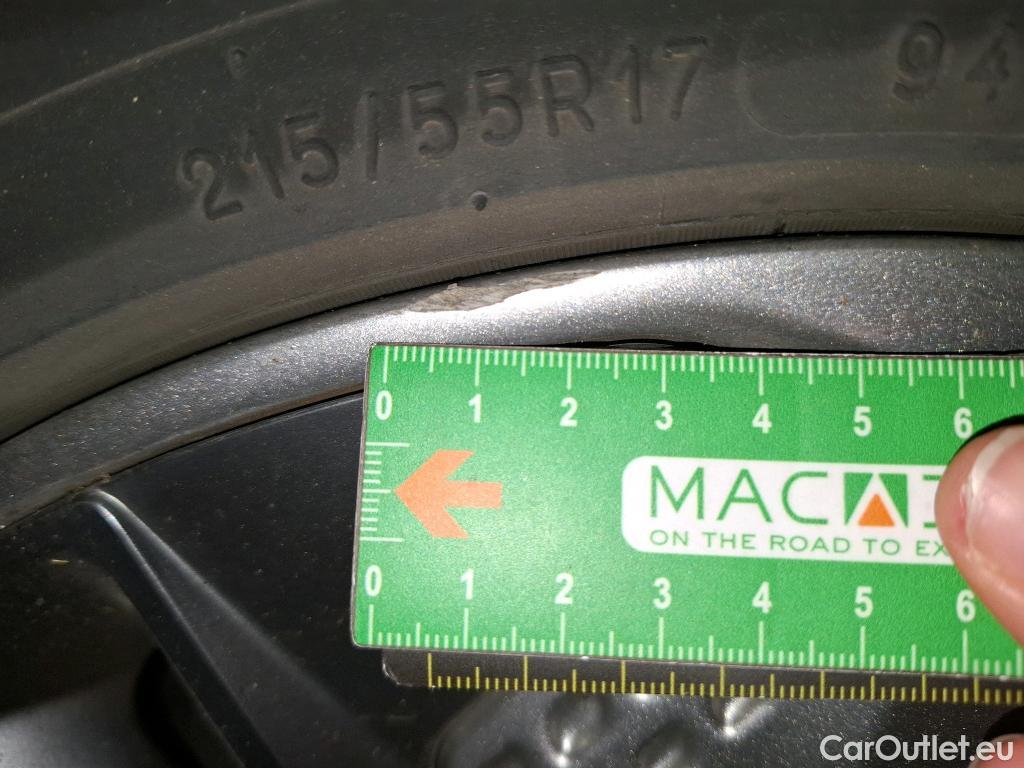 215/55R17 94
0 1 2 3 4 5 6
MACA
ON THE ROAD TO EX
0 1 2 3 4 5 6
CarOutlet.eu